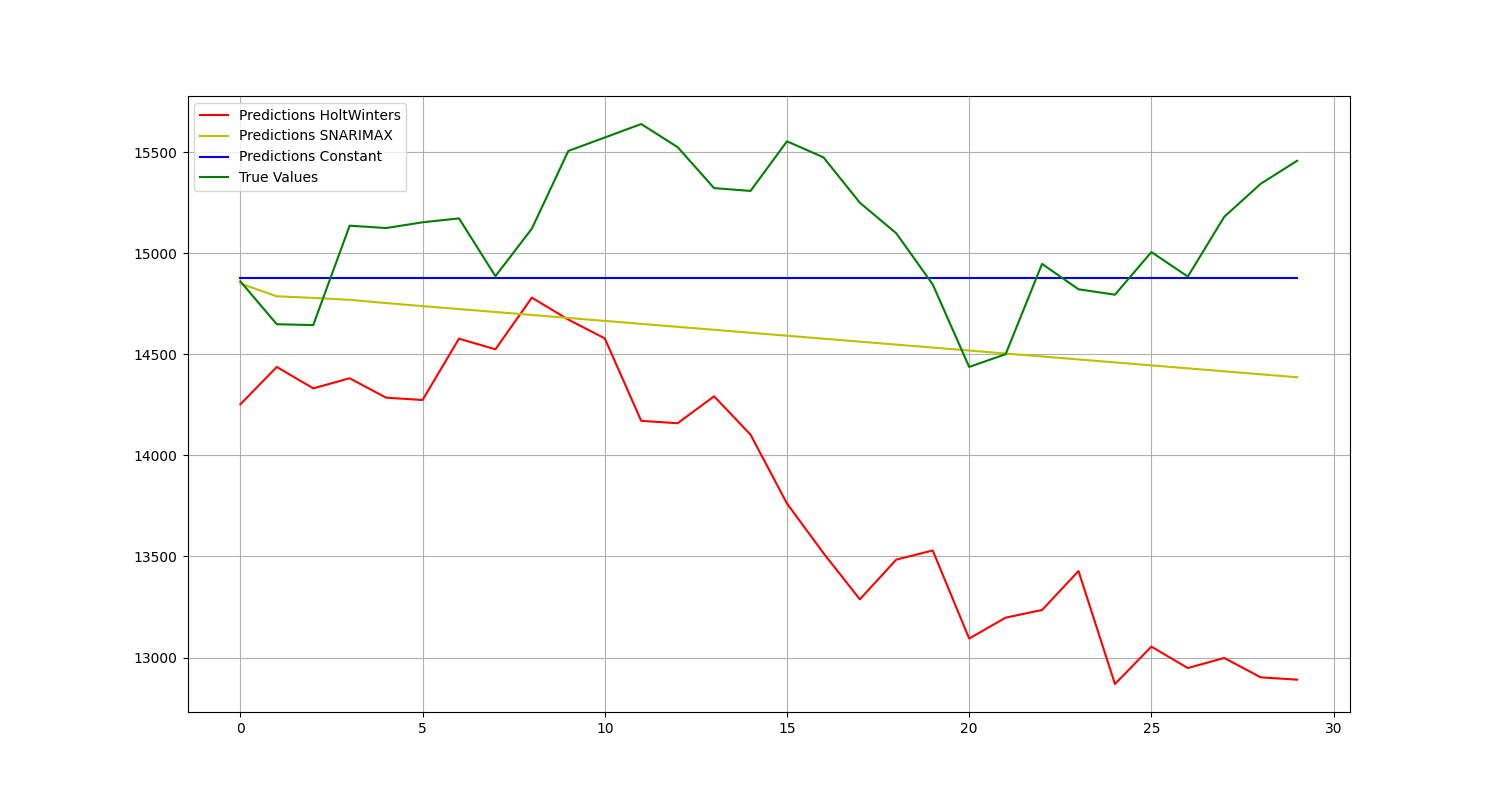 Predictions HoltWinters
Predictions SNARIMAX
Predictions Constant
True Values
15500
15000
14500
14000
13500
13000
0 5 10 15 20 25 30